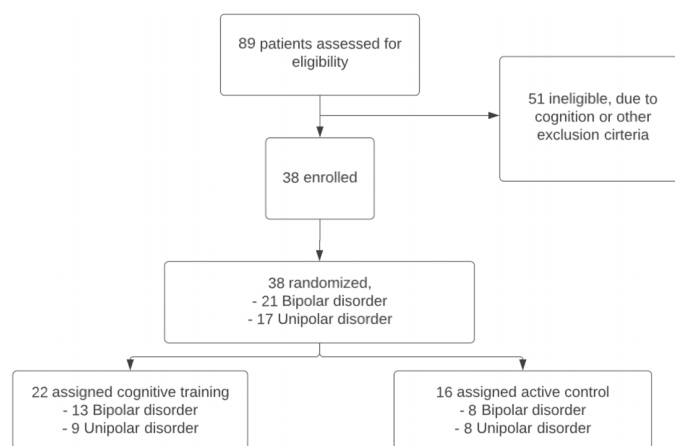 89 patients assessed for
eligibility
51 ineligible, due to
cognition or other
exclusion cirteria
38 enrolled
38 randomized,
- 21 Bipolar disorder
- 17 Unipolar disorder
22 assigned cognitive training
- 13 Bipolar disorder
- 9 Unipolar disorder
16 assigned active control
- 8 Bipolar disorder
- 8 Unipolar disorder